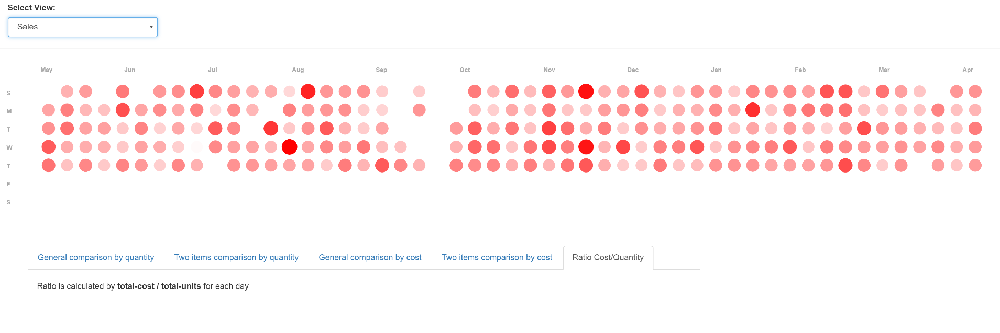 Select View:
Sales
May Jun Jul Aug Sep Oct Nov Dec Jan Feb Mar Apr
S
M
T
W
T
F
S
General comparison by quantity Two items comparison by quantity General comparison by cost Two items comparison by cost Ratio Cost/Quantity
Ratio is calculated by total-cost / total-units for each day